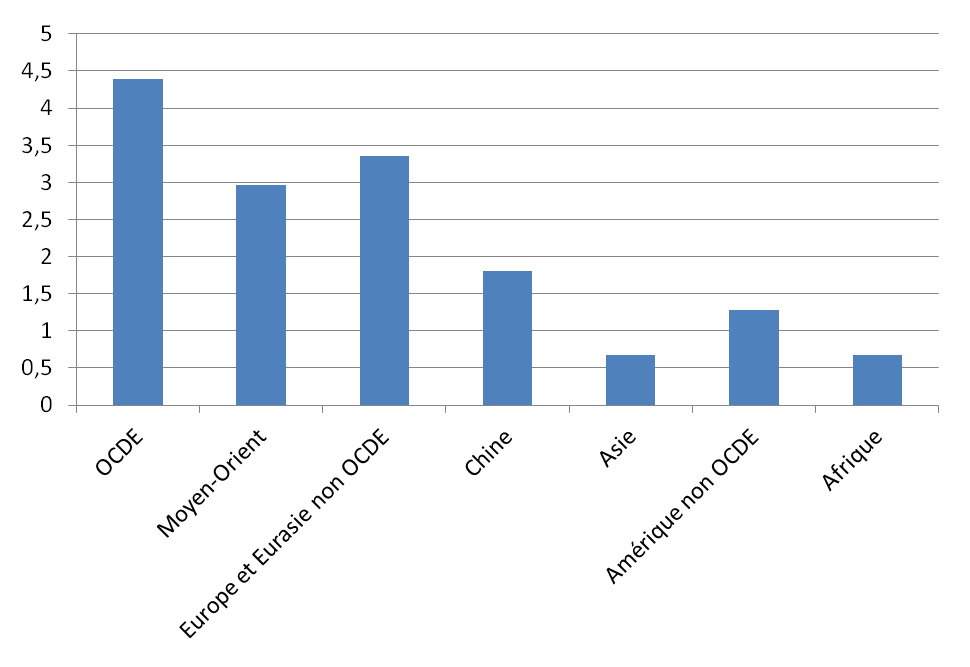 5
4,5
4
3,5
3
2,5
2
1,5
1
0,5
0
OCDE
Moyen-Orient
Europe et Eurasie non OCDE
Chine
Asie
Amérique non OCDE
Afrique